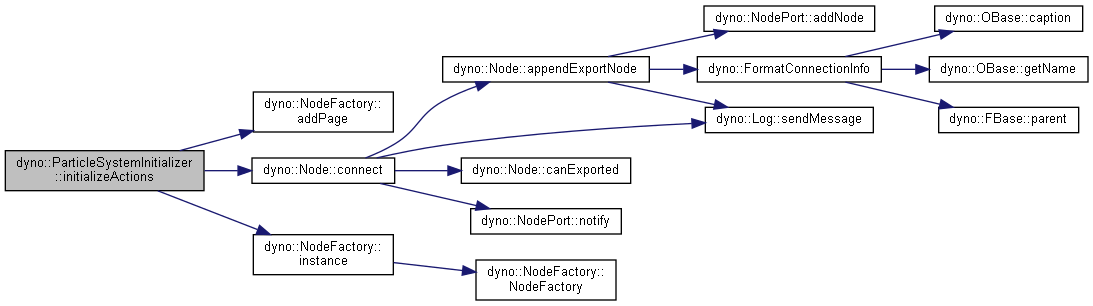 dyno::ParticleSystemInitializer
::initializeActions
dyno::NodeFactory::
addPage
dyno::Node::connect
dyno::NodeFactory::
instance
dyno::Node::appendExportNode
dyno::Node::canExported
dyno::NodePort::notify
dyno::NodeFactory::
NodeFactory
dyno::NodePort::addNode
dyno::FormatConnectionInfo
dyno::Log::sendMessage
dyno::OBase::caption
dyno::OBase::getName
dyno::FBase::parent